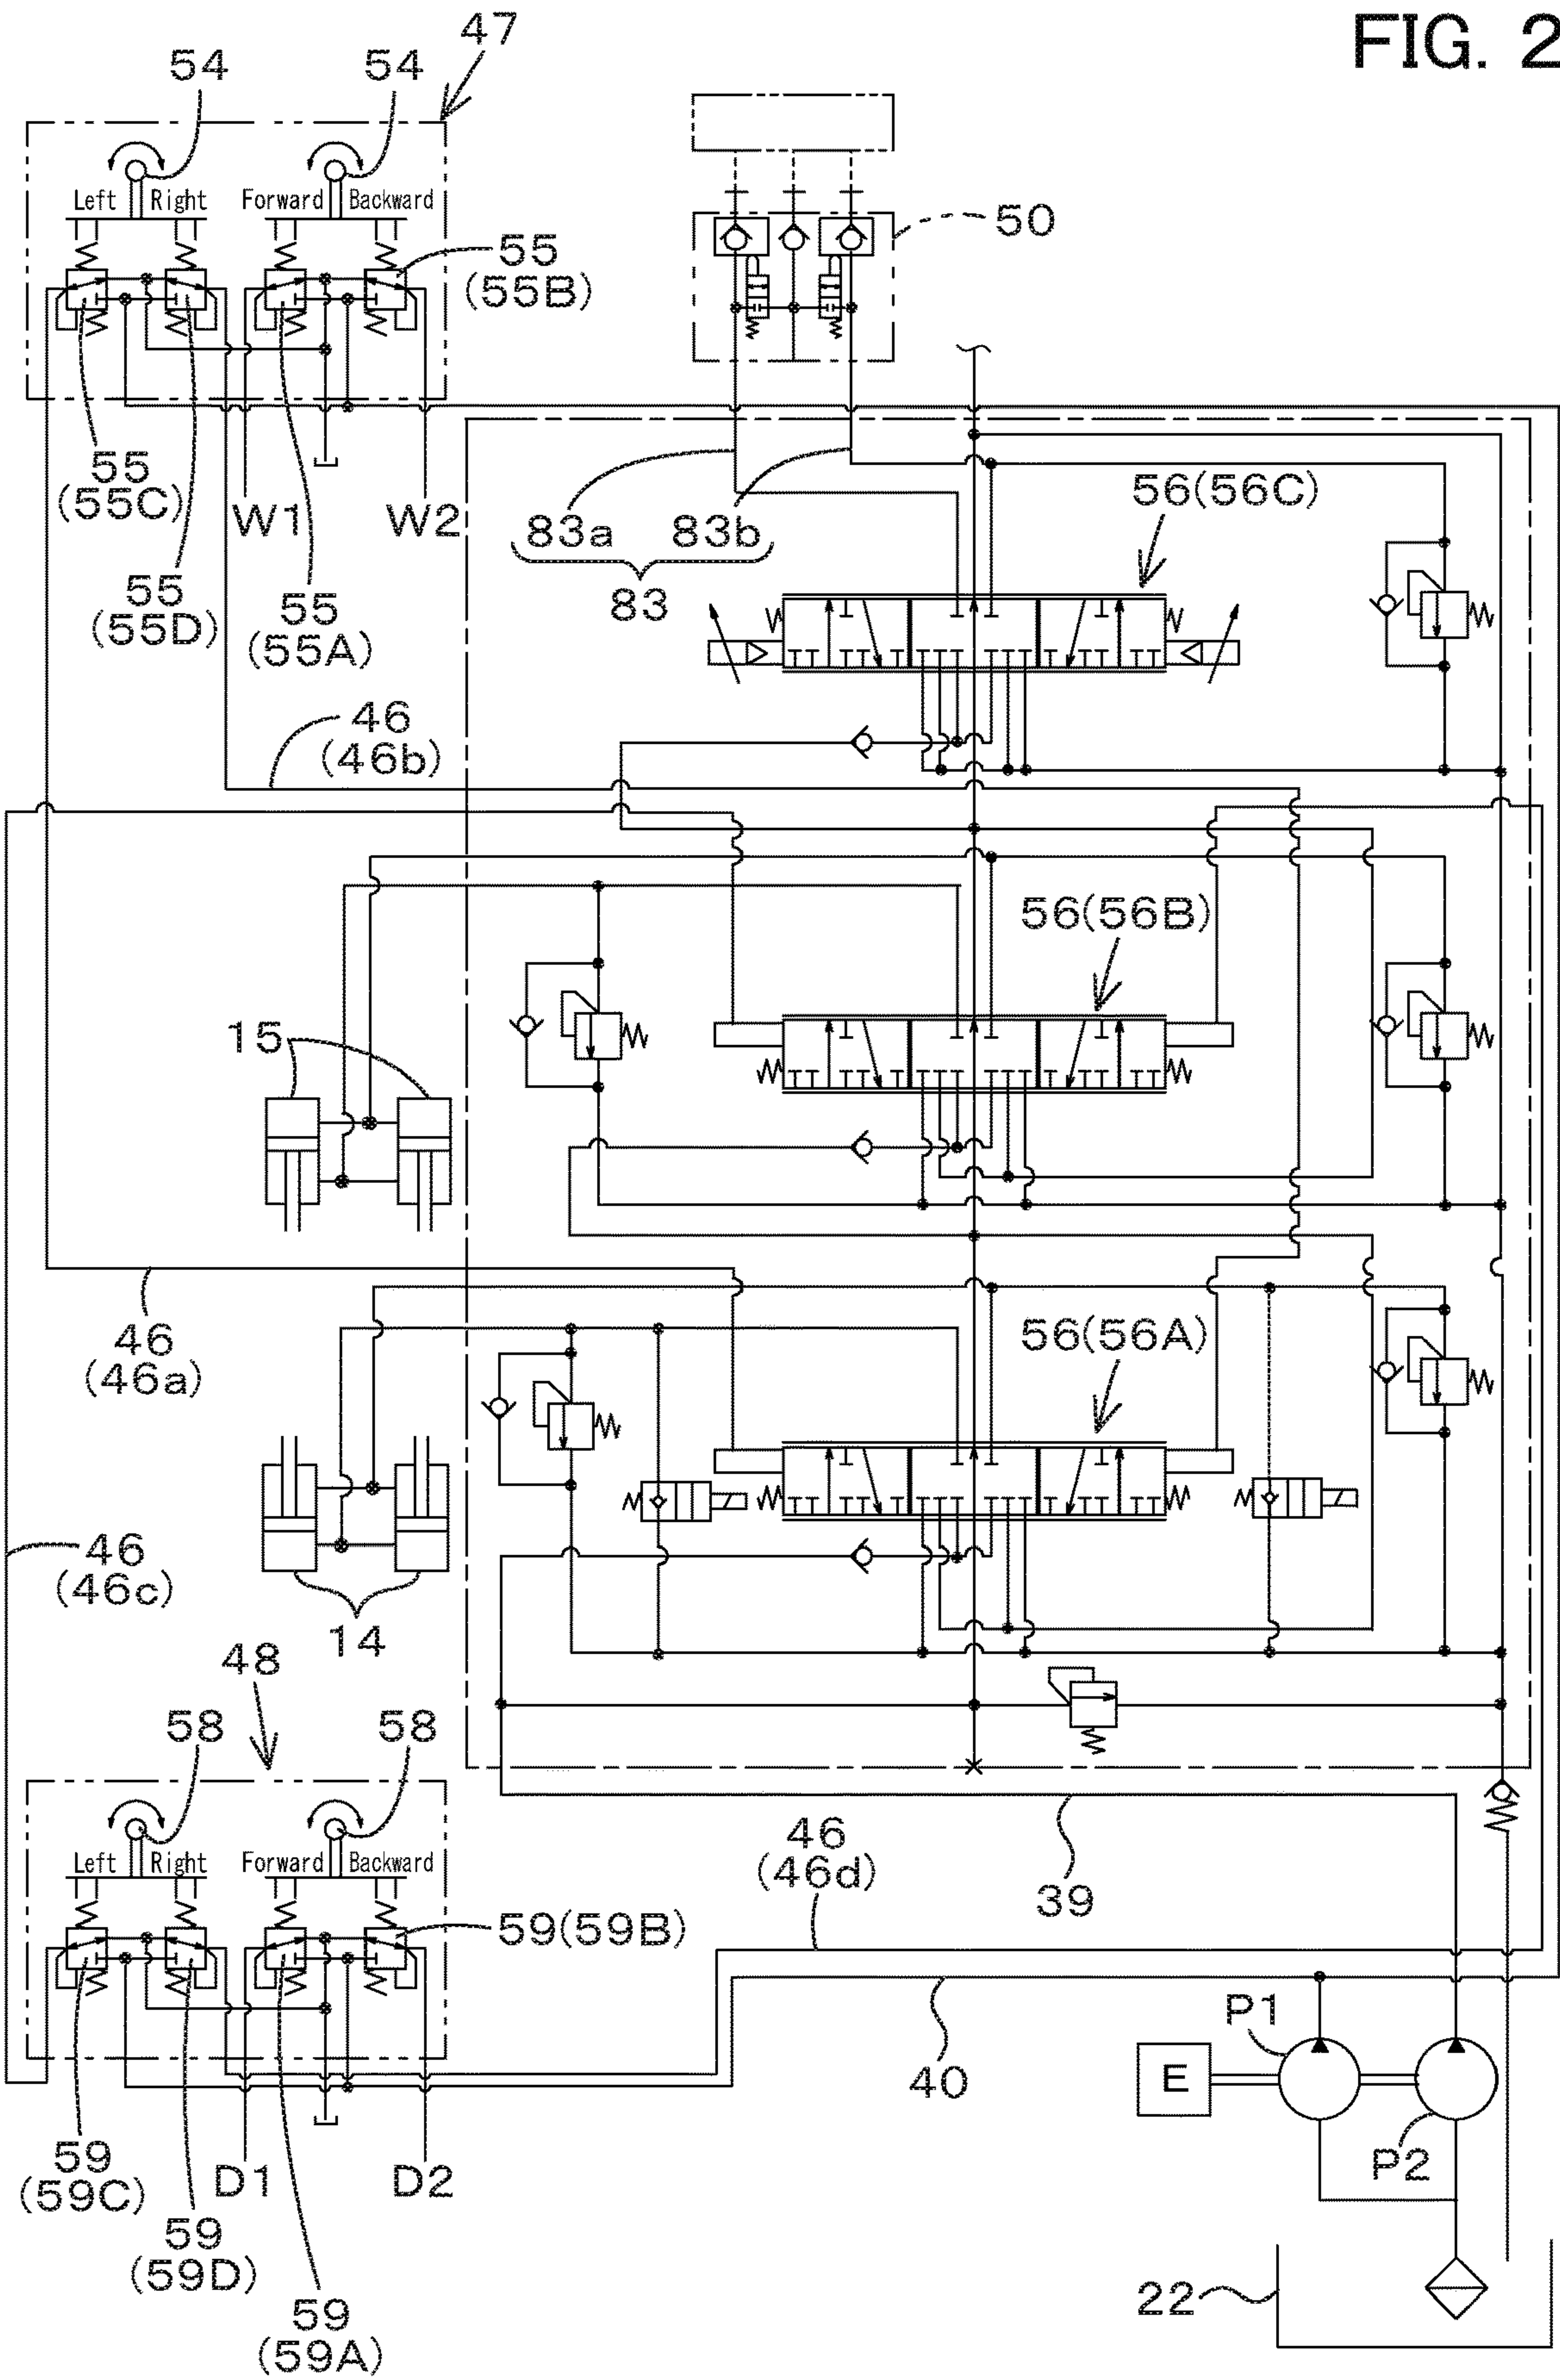 FIG. 2
47
54
54
Left
Right
Forward
Backward
50
55
(55B)
55
(55C)
W1
W2
83a
83b
83
56(56C)
55
(55D)
55
(55A)
46
(46b)
56(56B)
15
46
(46a)
56(56A)
46
(46c)
14
48
58
58
Left
Right
Forward
Backward
46
(46d)
39
59(59B)
P1
E
40
P2
59
(59C)
D1
D2
59
(59D)
22
59
(59A)